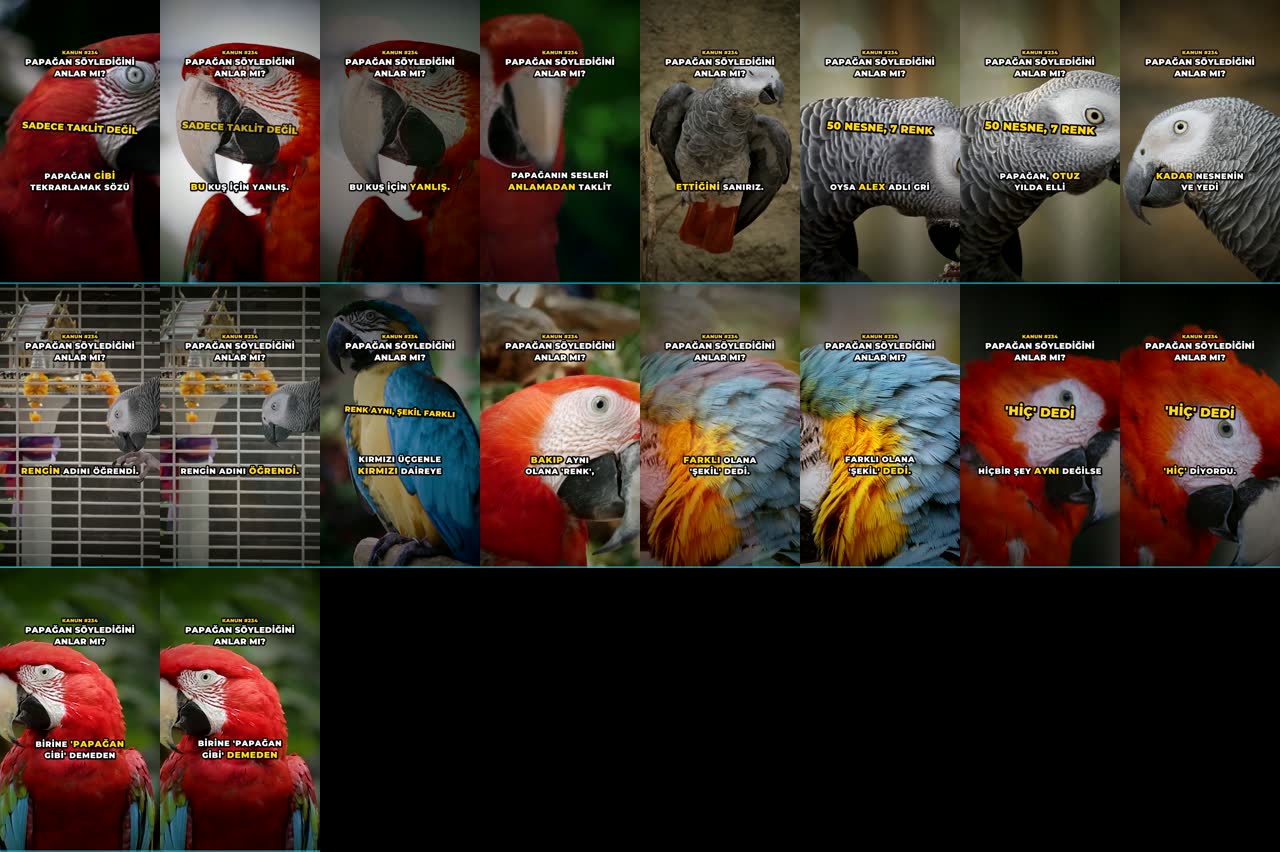 KANUN #234
PAPAĞAN SÖYLEDİĞİNİ
ANLAR MI?
SADECE TAKLİT DEĞİL
PAPAĞAN GİBİ
TEKRARLAMAK SÖZÜ
KANUN #234
PAPAĞAN SÖYLEDİĞİNİ
ANLAR MI?
SADECE TAKLİT DEĞİL
BU KUŞ İÇİN YANLIŞ.
KANUN #234
PAPAĞAN SÖYLEDİĞİNİ
ANLAR MI?
BU KUŞ İÇİN YANLIŞ.
KANUN #234
PAPAĞAN SÖYLEDİĞİNİ
ANLAR MI?
PAPAĞANIN SESLERİ
ANLAMADAN TAKLİT
KANUN #234
PAPAĞAN SÖYLEDİĞİNİ
ANLAR MI?
ETTİĞİNİ SANIRIZ.
KANUN #234
PAPAĞAN SÖYLEDİĞİNİ
ANLAR MI?
50 NESNE, 7 RENK
OYSA ALEX ADLI GRİ
KANUN #234
PAPAĞAN SÖYLEDİĞİNİ
ANLAR MI?
50 NESNE, 7 RENK
PAPAĞAN, OTUZ
YILDA ELLİ
KANUN #234
PAPAĞAN SÖYLEDİĞİNİ
ANLAR MI?
KADAR NESNENİN
VE YEDİ
KANUN #234
PAPAĞAN SÖYLEDİĞİNİ
ANLAR MI?
RENGİN ADINI ÖĞRENDİ.
KANUN #234
PAPAĞAN SÖYLEDİĞİNİ
ANLAR MI?
RENGİN ADINI ÖĞRENDİ.
KANUN #234
PAPAĞAN SÖYLEDİĞİNİ
ANLAR MI?
RENK AYNI, ŞEKİL FARKLI
KIRMIZI ÜÇGENLE
KIRMIZI DAİREYE
KANUN #234
PAPAĞAN SÖYLEDİĞİNİ
ANLAR MI?
BAKIP AYNI
OLANA 'RENK',
KANUN #234
PAPAĞAN SÖYLEDİĞİNİ
ANLAR MI?
FARKLI OLANA
'ŞEKİL' DEDİ.
KANUN #234
PAPAĞAN SÖYLEDİĞİNİ
ANLAR MI?
FARKLI OLANA
'ŞEKİL' DEDİ.
KANUN #234
PAPAĞAN SÖYLEDİĞİNİ
ANLAR MI?
'HİÇ' DEDİ
HİÇBİR ŞEY AYNI DEĞİLSE
KANUN #234
PAPAĞAN SÖYLEDİĞİNİ
ANLAR MI?
'HİÇ' DEDİ
'HİÇ' DİYORDU.
KANUN #234
PAPAĞAN SÖYLEDİĞİNİ
ANLAR MI?
BİRİNE 'PAPAĞAN
GİBİ' DEMEDEN
KANUN #234
PAPAĞAN SÖYLEDİĞİNİ
ANLAR MI?
BİRİNE 'PAPAĞAN
GİBİ' DEMEDEN